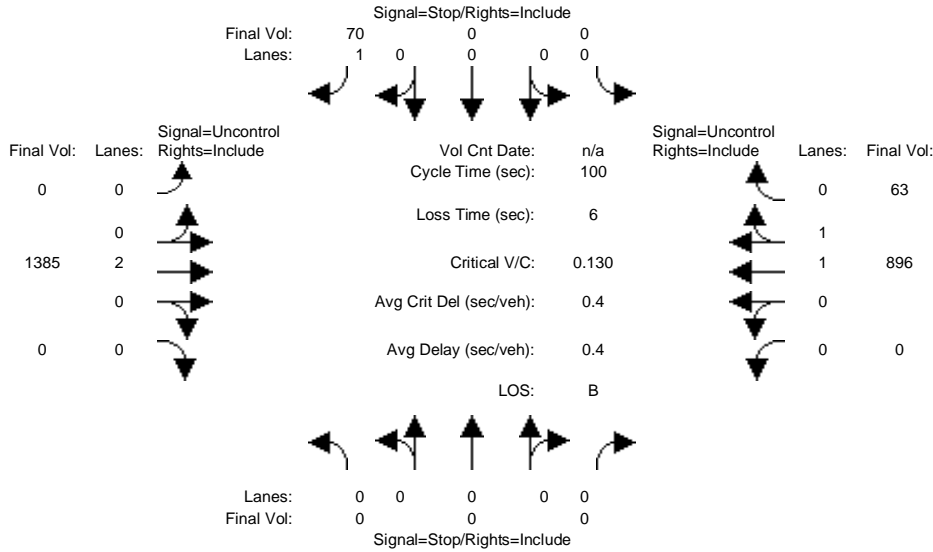 Signal=Stop/Rights=Include
Final Vol: 70 0 0
Lanes: 1 0 0 0 0
Signal=Uncontrol Signal=Uncontrol
Final Vol: Lanes: Rights=Include Vol Cnt Date: n/a Rights=Include Lanes: Final Vol:
Cycle Time (sec): 100
0 0 0 63
Loss Time (sec): 6
0 1
1385 2 Critical V/C: 0.130 1 896
0 Avg Crit Del (sec/veh): 0.4 0
0 0 Avg Delay (sec/veh): 0.4 0 0
LOS: B
Lanes: 0 0 0 0 0
Final Vol: 0 0 0
Signal=Stop/Rights=Include